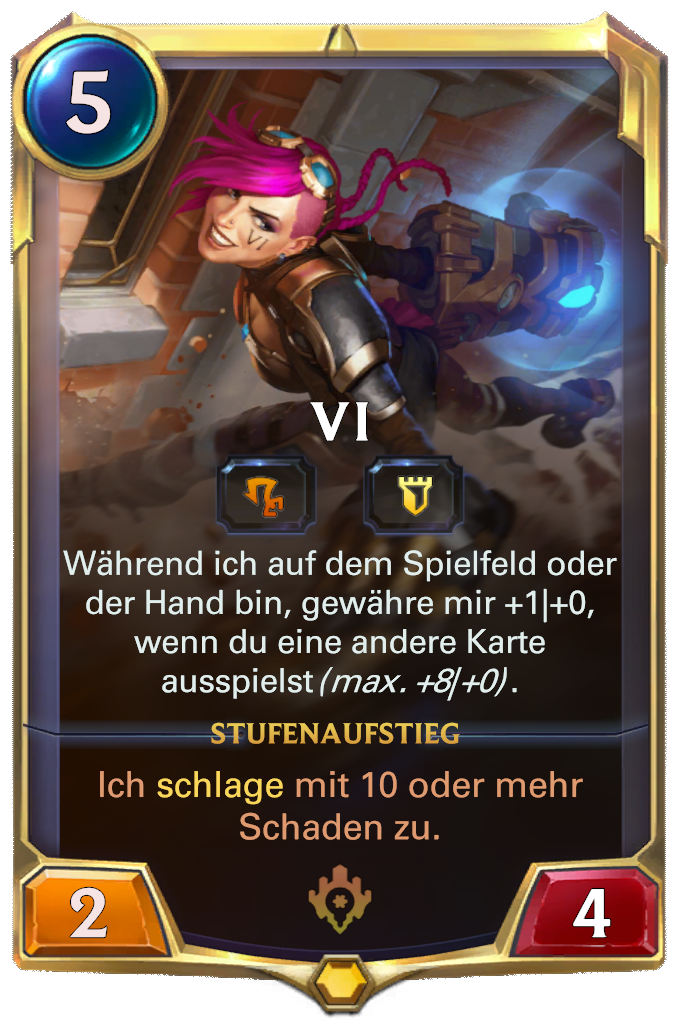 5
VI
VI
Während ich auf dem Spielfeld oder
der Hand bin, gewähre mir +1|+0,
wenn du eine andere Karte
ausspielst (max. +8|+0).
STUFENAUFSTIEG
Ich schlage mit 10 oder mehr
Schaden zu.
2
4